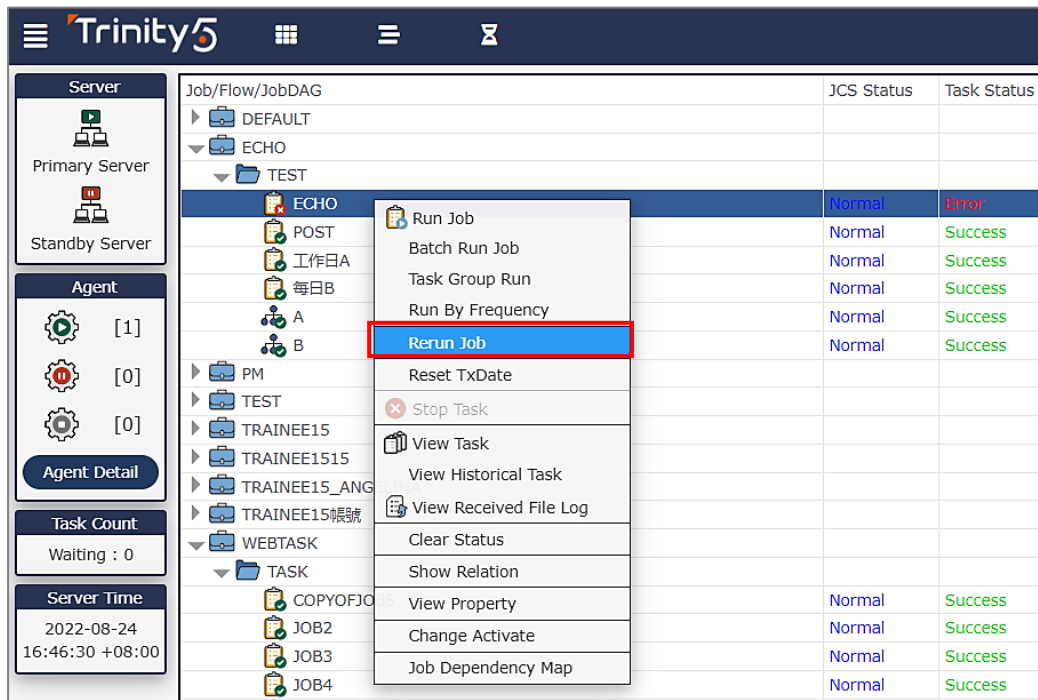 Trinity5
Server
Primary Server
Standby Server
Agent
[1]
[0]
[0]
Agent Detail
Task Count
Waiting : 0
Server Time
2022-08-24
16:46:30 +08:00
Job/Flow/JobDAG JCS Status Task Status
DEFAULT
ECHO
TEST
ECHO Normal Error
POST Normal Success
工作日A Normal Success
每日B Normal Success
A Normal Success
B Normal Success
PM
TEST
TRAINEE15
TRAINEE1515
TRAINEE15_ANGELINA
TRAINEE15帳號
WEBTASK
TASK
COPYOFJOB5 Normal Success
JOB2 Normal Success
JOB3 Normal Success
JOB4 Normal Success
Run Job
Batch Run Job
Task Group Run
Run By Frequency
Rerun Job
Reset TxDate
Stop Task
View Task
View Historical Task
View Received File Log
Clear Status
Show Relation
View Property
Change Activate
Job Dependency Map